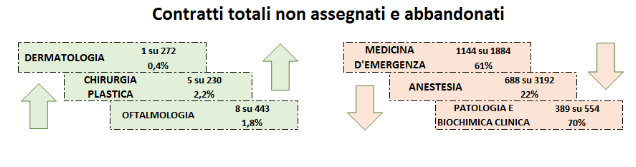 Contratti totali non assegnati e abbandonati
DERMATOLOGIA
1 su 272
0,4%
CHIRURGIA
PLASTICA
5 su 230
2,2%
OFTALMOLOGIA
8 su 443
1,8%
MEDICINA
D'EMERGENZA
1144 su 1884
61%
ANESTESIA
688 su 3192
22%
PATOLOGIA E
BIOCHIMICA CLINICA
389 su 554
70%